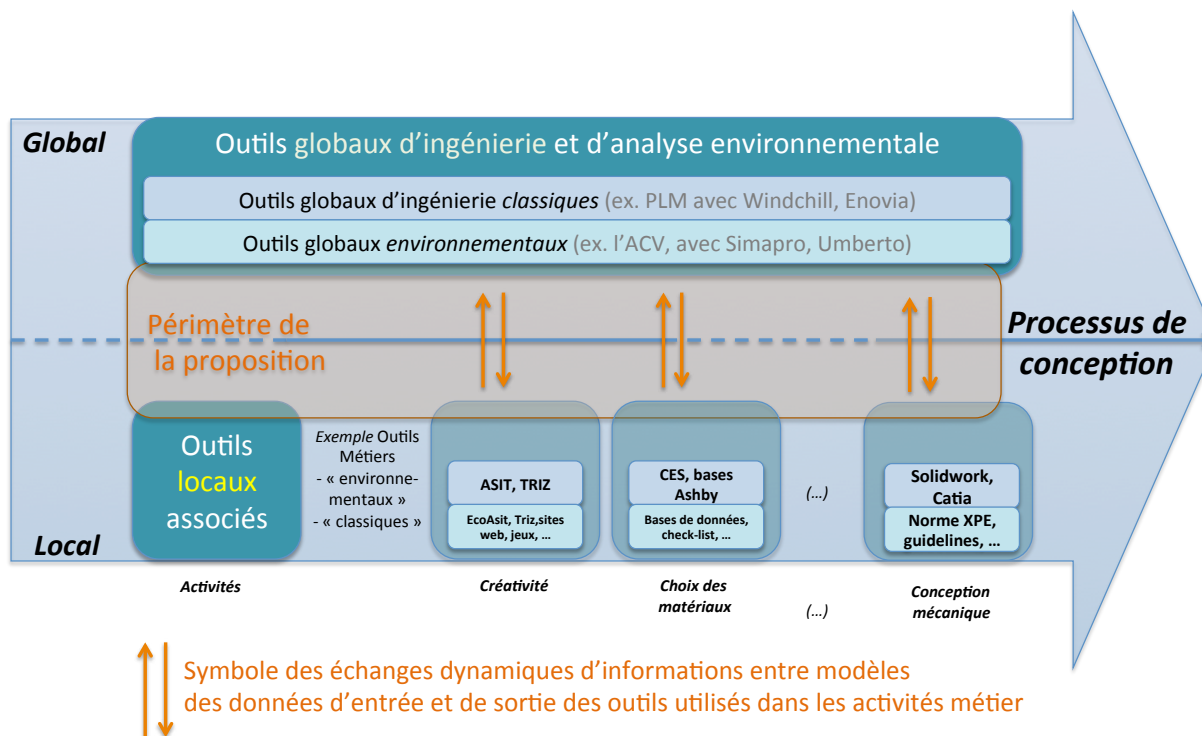 Global
Outils globaux d'ingénierie et d'analyse environnementale
Outils globaux d'ingénierie classiques (ex. PLM avec Windchill, Enovia)
Outils globaux environnementaux (ex. l'ACV, avec Simapro, Umberto)
Périmètre de
la proposition
Processus de
conception
Outils
locaux
associés
Exemple Outils
Métiers
- « environne-
mentaux »
- « classiques »
ASIT, TRIZ
EcoAsit, Triz,sites
web, jeux, ...
CES, bases
Ashby
Bases de données,
check-list, ...
(...)
Solidwork,
Catia
Norme XPE,
guidelines, ...
Local
Activités
Créativité
Choix des
matériaux
(...)
Conception
mécanique
Symbole des échanges dynamiques d'informations entre modèles
des données d'entrée et de sortie des outils utilisés dans les activités métier